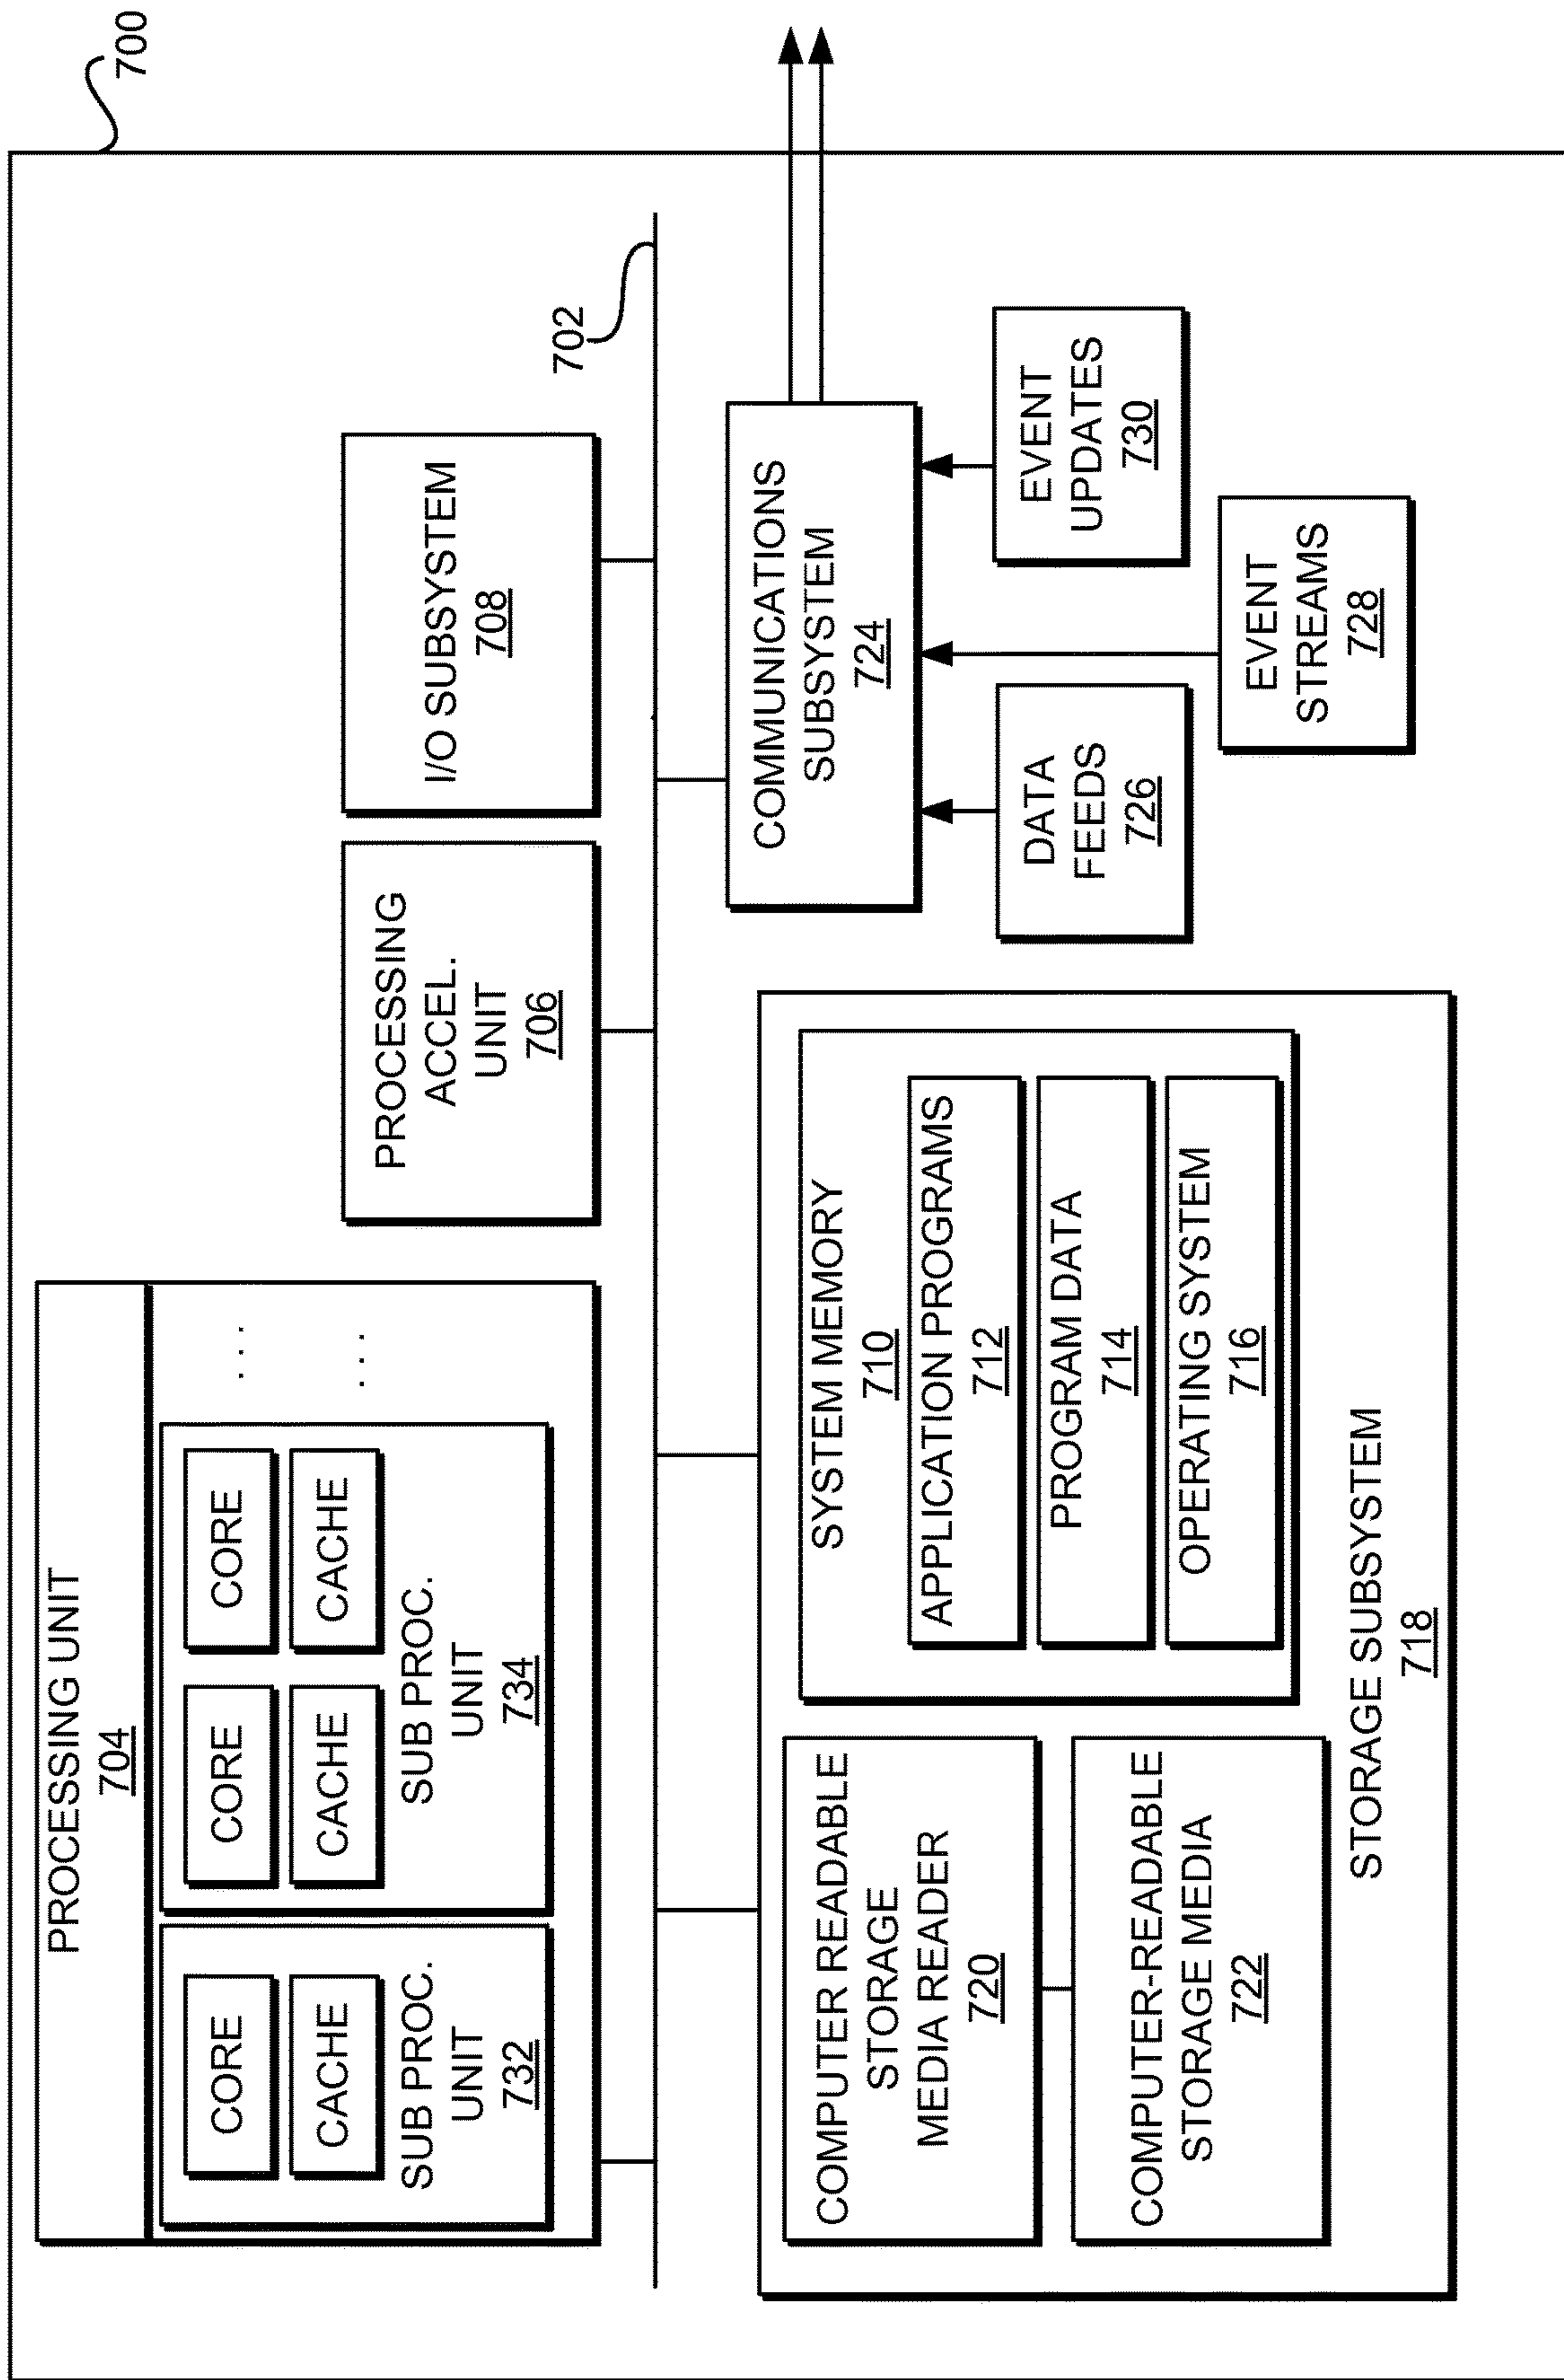 700
PROCESSING UNIT
704
CORE
CACHE
SUB PROC.
UNIT
732
CORE
CACHE
CORE
CACHE
SUB PROC.
UNIT
734
. . .
. . .
PROCESSING
ACCEL.
UNIT
706
I/O SUBSYSTEM
708
702
COMPUTER READABLE
STORAGE
MEDIA READER
720
COMPUTER-READABLE
STORAGE MEDIA
722
SYSTEM MEMORY
710
APPLICATION PROGRAMS
712
PROGRAM DATA
714
OPERATING SYSTEM
716
STORAGE SUBSYSTEM
718
COMMUNICATIONS
SUBSYSTEM
724
DATA
FEEDS
726
EVENT
STREAMS
728
EVENT
UPDATES
730